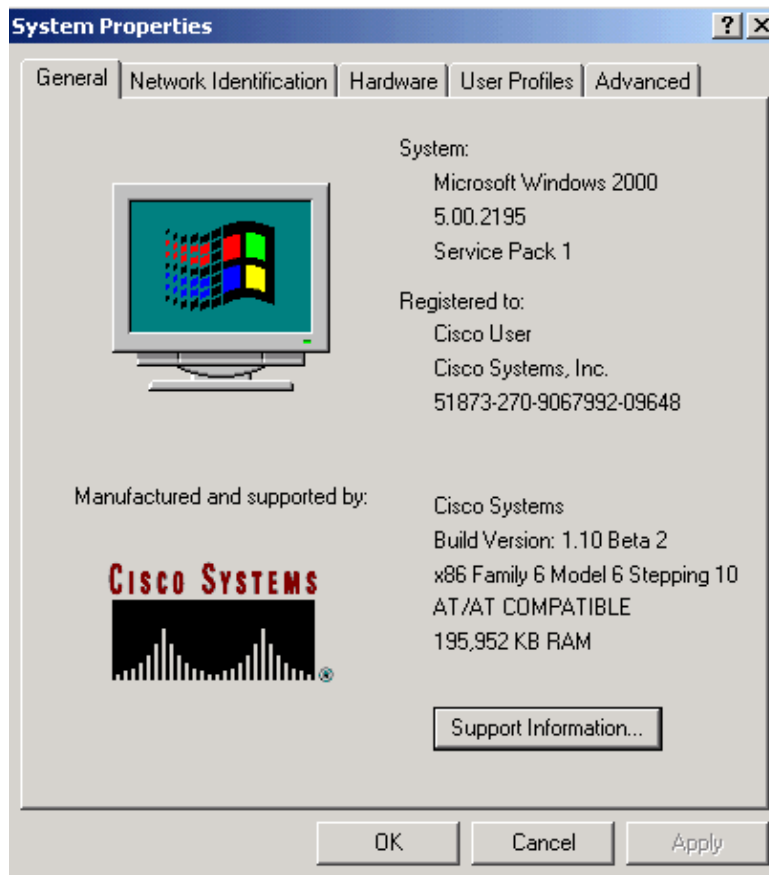 System Properties
General
Network Identification
Hardware
User Profiles
Advanced
System:
Microsoft Windows 2000
5.00.2195
Service Pack 1
Registered to:
Cisco User
Cisco Systems, Inc.
51873-270-9067992-09648
Manufactured and supported by:
CISCO SYSTEMS
®
Cisco Systems
Build Version: 1.10 Beta 2
x86 Family 6 Model 6 Stepping 10
AT/AT COMPATIBLE
195,952 KB RAM
Support Information...
OK
Cancel
Apply